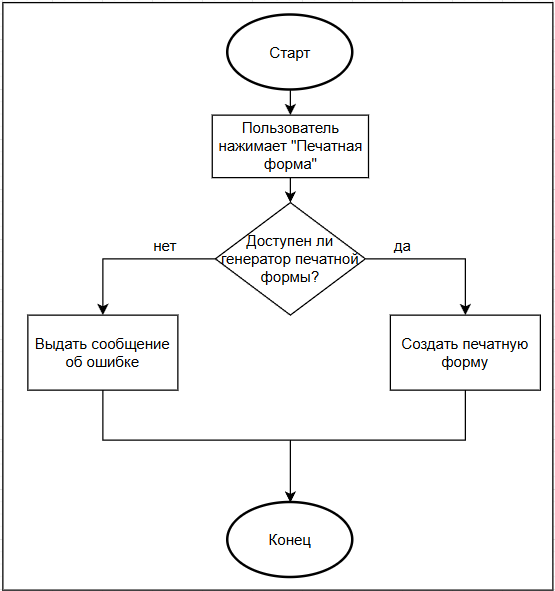 Старт
Пользователь
нажимает "Печатная
форма"
Доступен ли
генератор печатной
формы?
нет
да
Выдать сообщение
об ошибке
Создать печатную
форму
Конец